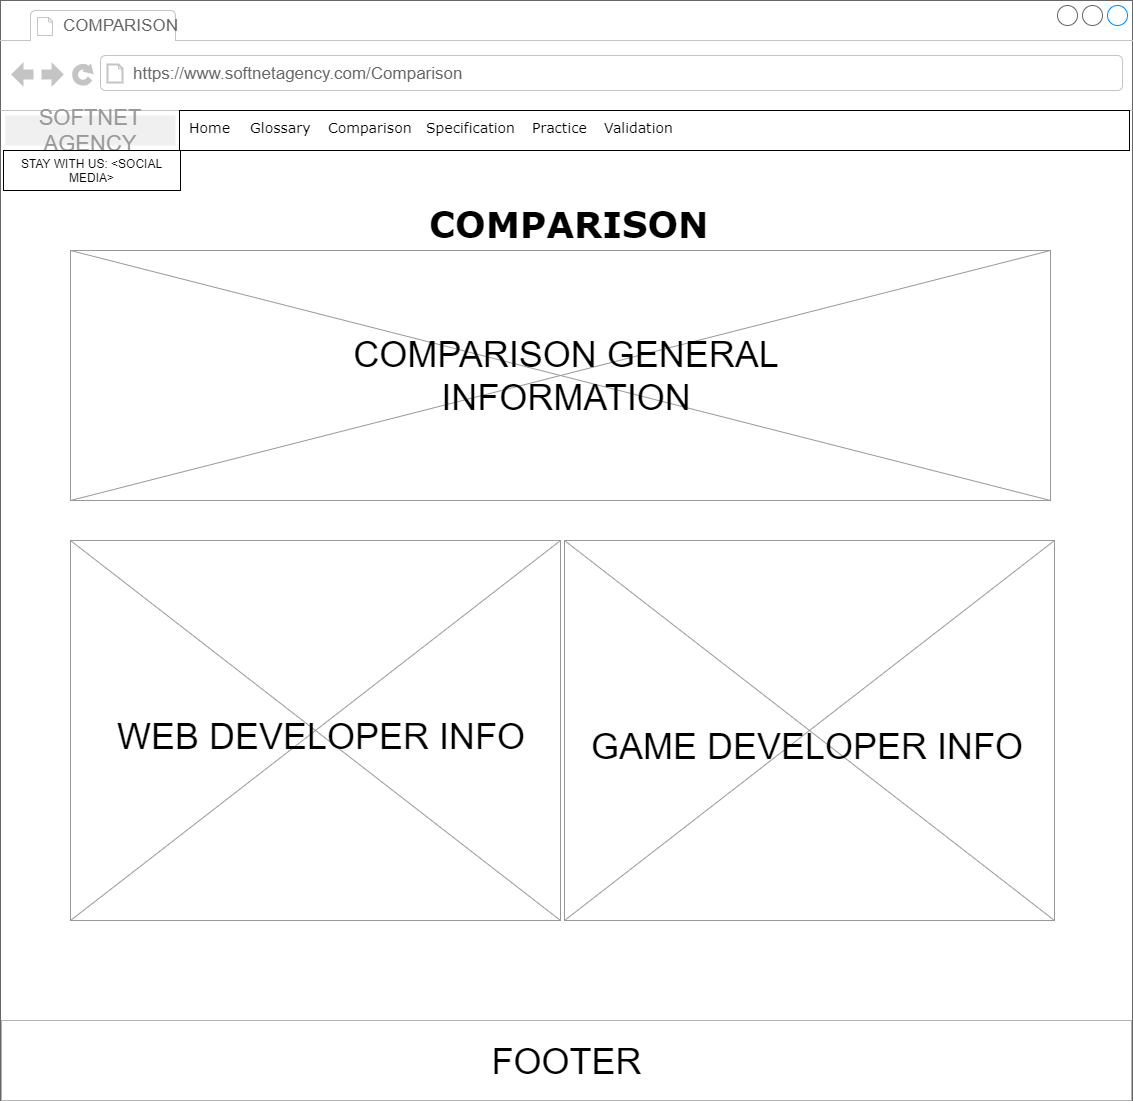 COMPARISON
https://www.softnetagency.com/Comparison
SOFTNET
AGENCY
Home Glossary Comparison Specification Practice Validation
STAY WITH US: <SOCIAL
MEDIA>
COMPARISON
COMPARISON GENERAL
INFORMATION
WEB DEVELOPER INFO
GAME DEVELOPER INFO
FOOTER